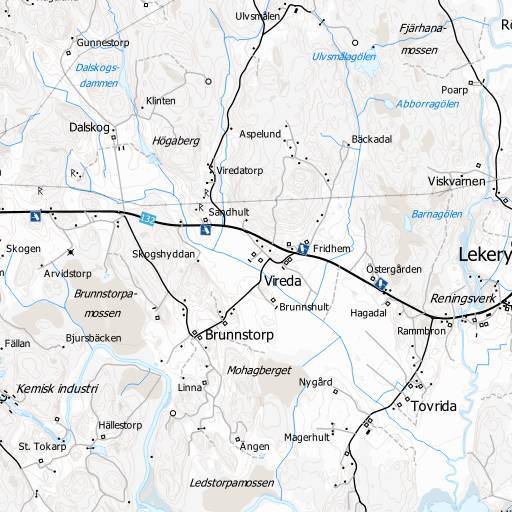 Ulvsmålen
Fjärhana-
mossen
Gunnestorp
Ulvsmålagölen
Dalskogs-
dammen
Poarp
Klinten
Abborragölen
Dalskog
Aspelund
Högaberg
Bäckadal
Viredatorp
Viskvarnen
Sandhult
Barnagölen
132
Skogen
Fridhem
Skogshyddan
Lekery
Arvidstorp
Östergården
Vireda
Brunnstorpa-
mossen
Reningsverk
Brunnshult
Hagadal
Rammbron
Brunnstorp
Fällan
Bjursbäcken
Mohagberget
Kemisk industri
Linna
Nygård
Tovrida
Hällestorp
Magerhult
St. Tokarp
Ängen
Ledstorpamossen